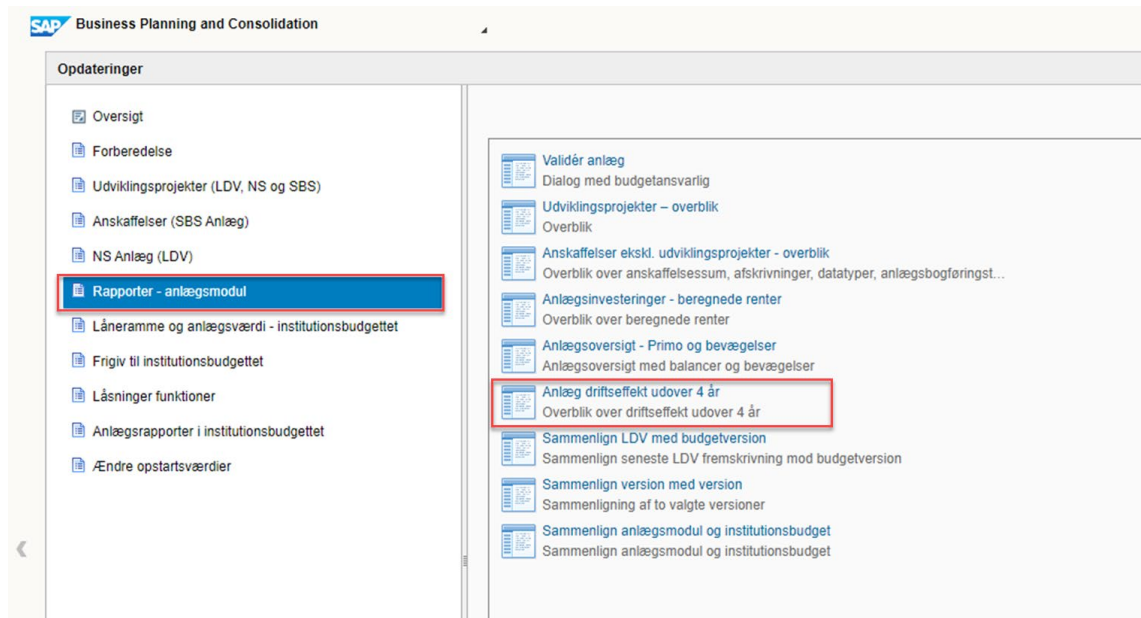 SAP Business Planning and Consolidation
Opdateringer
Oversigt
Forberedelse
Udviklingsprojekter (LDV, NS og SBS)
Anskaffelser (SBS Anlæg)
NS Anlæg (LDV)
Rapporter - anlægsmodul
Låneramme og anlægsværdi - institutionsbudgettet
Frigiv til institutionsbudgettet
Låsninger funktioner
Anlægsrapporter i institutionsbudgettet
Ændre opstartsværdier
Validér anlæg
Dialog med budgetansvarlig
Udviklingsprojekter – overblik
Overblik
Anskaffelser ekskl. udviklingsprojekter - overblik
Overblik over anskaffelsessum, afskrivninger, datatyper, anlægsbogføringst...
Anlægsinvesteringer - beregnede renter
Overblik over beregnede renter
Anlægsoversigt - Primo og bevægelser
Anlægsoversigt med balancer og bevægelser
Anlæg driftseffekt udover 4 år
Overblik over driftseffekt udover 4 år
Sammenlign LDV med budgetversion
Sammenlign seneste LDV fremskrivning mod budgetversion
Sammenlign version med version
Sammenligning af to valgte versioner
Sammenlign anlægsmodul og institutionsbudget
Sammenlign anlægsmodul og institutionsbudget